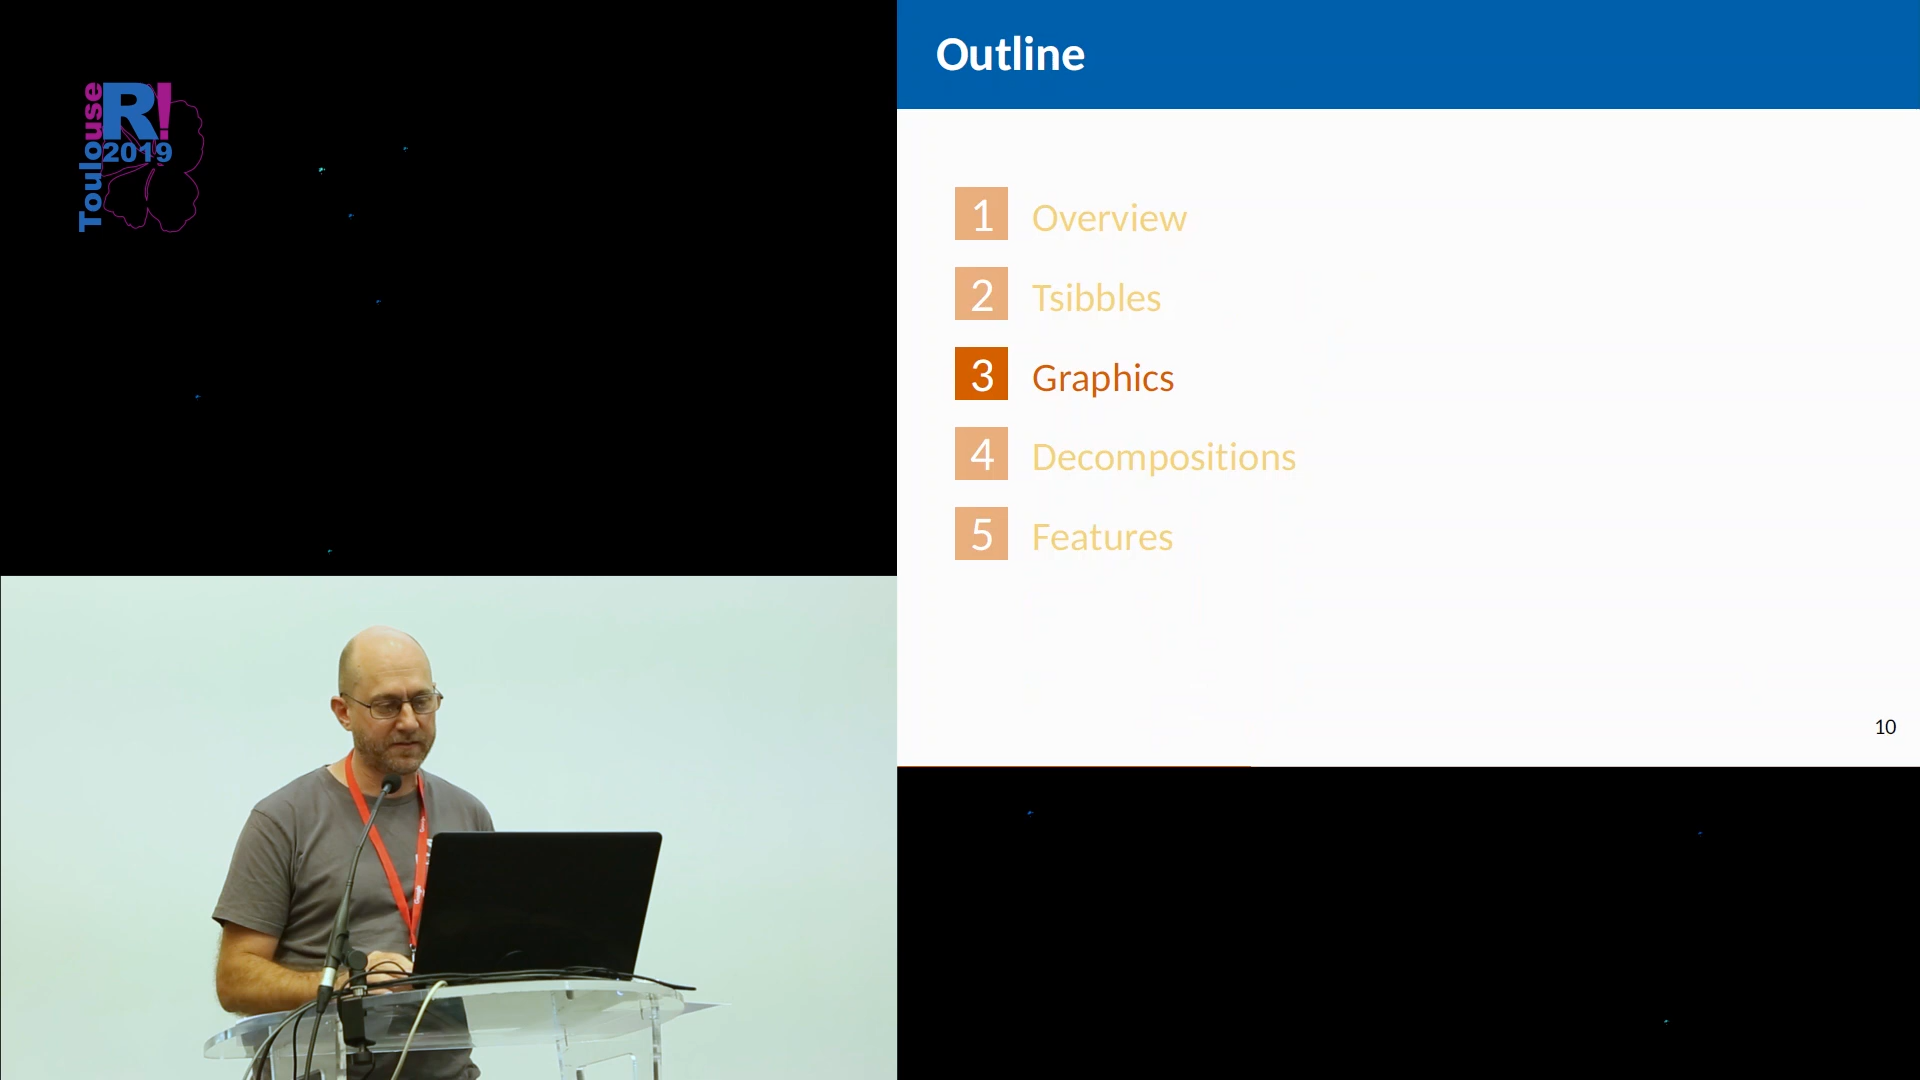 Toulouse
R!
2019
Outline
1 Overview
2 Tsibbles
3 Graphics
4 Decompositions
5 Features
10